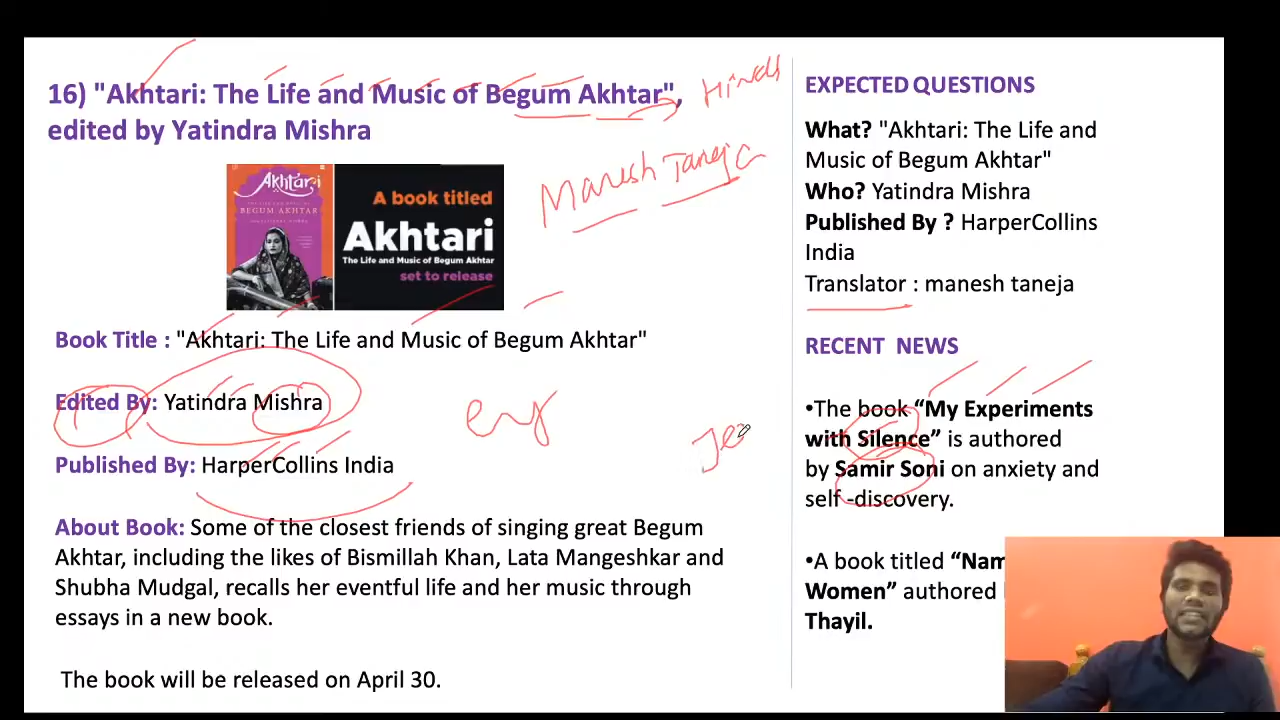 16) "Akhtari: The Life and Music of Begum Akhtar",
edited by Yatindra Mishra
Hindi
Manesh Taneja
Akhtari
THE LIFE AND MUSIC OF
BEGUM AKHTAR
A book titled
Akhtari
The Life and Music of Begum Akhtar
set to release
Book Title : "Akhtari: The Life and Music of Begum Akhtar"
Edited By: Yatindra Mishra
Published By: HarperCollins India
About Book: Some of the closest friends of singing great Begum
Akhtar, including the likes of Bismillah Khan, Lata Mangeshkar and
Shubha Mudgal, recalls her eventful life and her music through
essays in a new book.
The book will be released on April 30.
EXPECTED QUESTIONS
What? "Akhtari: The Life and
Music of Begum Akhtar"
Who? Yatindra Mishra
Published By ? HarperCollins
India
Translator : manesh taneja
RECENT NEWS
•The book “My Experiments
with Silence” is authored
by Samir Soni on anxiety and
self -discovery.
•A book titled “Nam
Women” authored
Thayil.